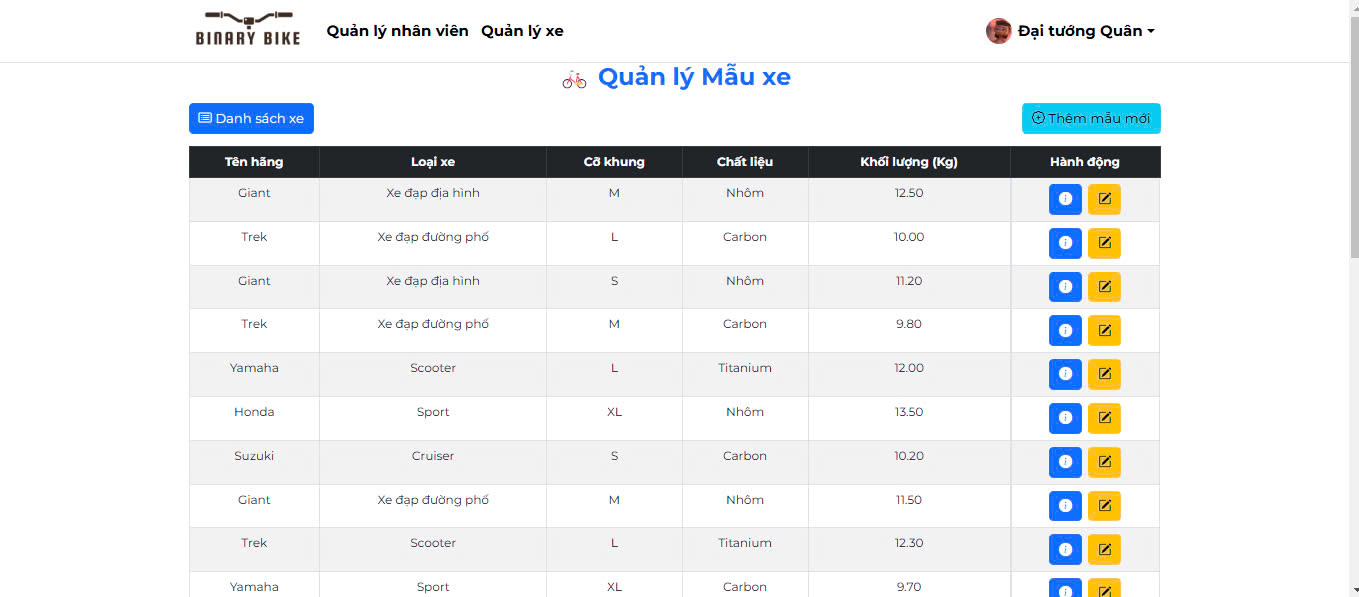 BINARY BIKE Quản lý nhân viên Quản lý xe Đại tướng Quân
Quản lý Mẫu xe
Danh sách xe Thêm mẫu mới
Tên hãng Loại xe Cỡ khung Chất liệu Khối lượng (Kg) Hành động
Giant Xe đạp địa hình M Nhôm 12.50
Trek Xe đạp đường phố L Carbon 10.00
Giant Xe đạp địa hình S Nhôm 11.20
Trek Xe đạp đường phố M Carbon 9.80
Yamaha Scooter L Titanium 12.00
Honda Sport XL Nhôm 13.50
Suzuki Cruiser S Carbon 10.20
Giant Xe đạp đường phố M Nhôm 11.50
Trek Scooter L Titanium 12.30
Yamaha Sport XL Carbon 9.70